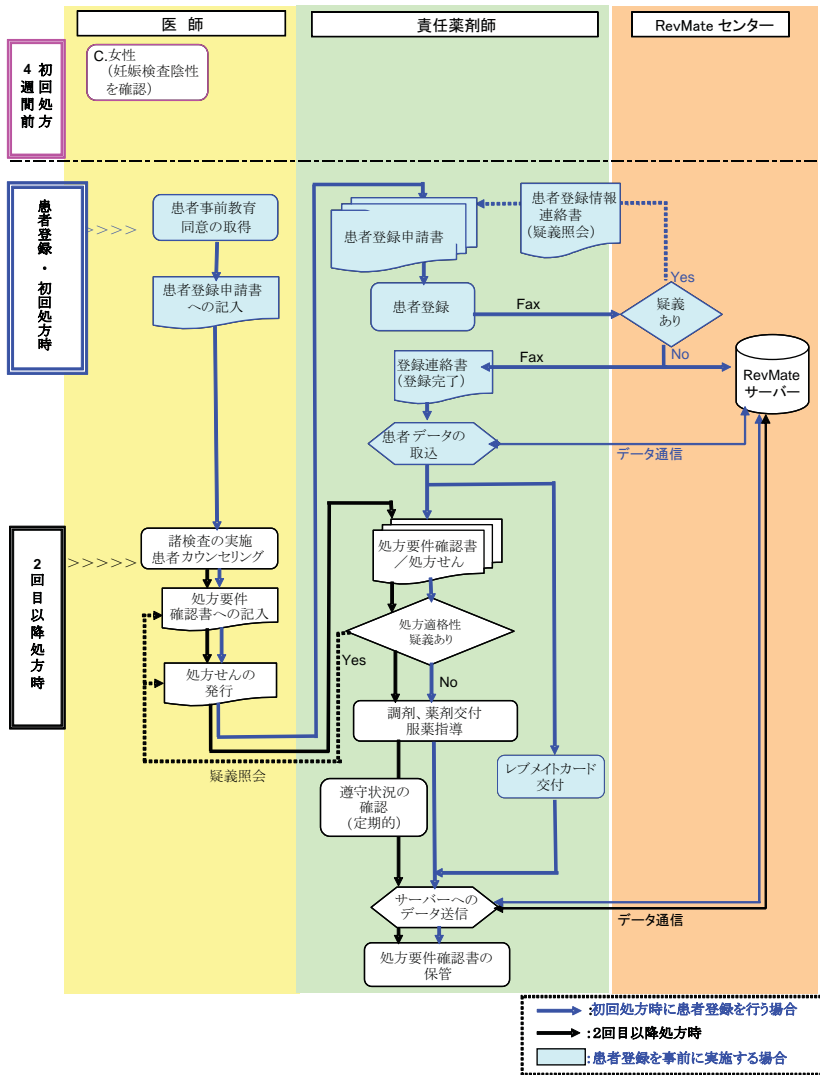 医 師
責任薬剤師
RevMate センター
初回処方
4週間前
C.女性
(妊娠検査陰性
を確認)
患者登録・初回処方時
>>>>
患者事前教育
同意の取得
患者登録申請書
への記入
患者登録申請書
患者登録情報
連絡書
(疑義照会)
Yes
患者登録
Fax
疑義
あり
No
Fax
登録連絡書
(登録完了)
RevMate
サーバー
患者データの
取込
データ通信
2回目以降処方時
>>>>>
諸検査の実施
患者カウンセリング
処方要件確認書
／処方せん
処方要件
確認書への記入
処方適格性
疑義あり
Yes
No
処方せんの
発行
調剤、薬剤交付
服薬指導
疑義照会
レブメイトカード
交付
遵守状況の
確認
(定期的)
サーバーへの
データ送信
データ通信
処方要件確認書の
保管
:初回処方時に患者登録を行う場合
:2回目以降処方時
:患者登録を事前に実施する場合